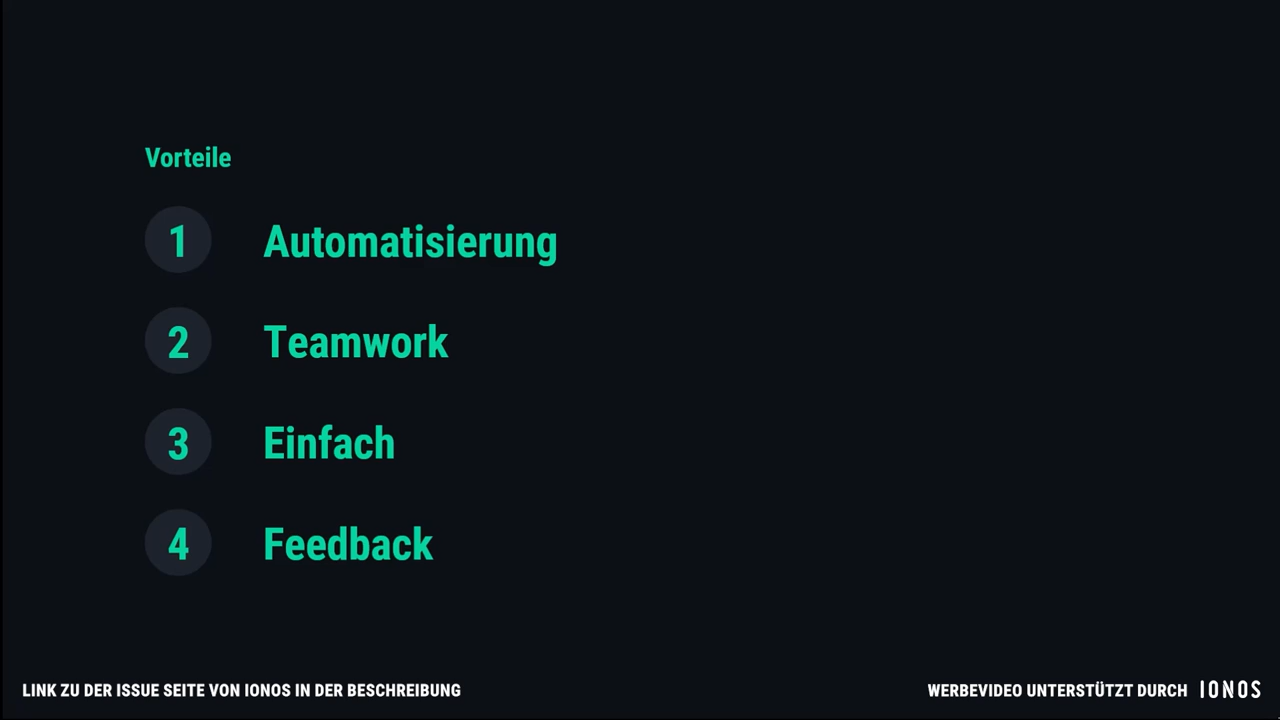 Vorteile
1 Automatisierung
2 Teamwork
3 Einfach
4 Feedback
LINK ZU DER ISSUE SEITE VON IONOS IN DER BESCHREIBUNG
WERBEVIDEO UNTERSTÜTZT DURCH IONOS